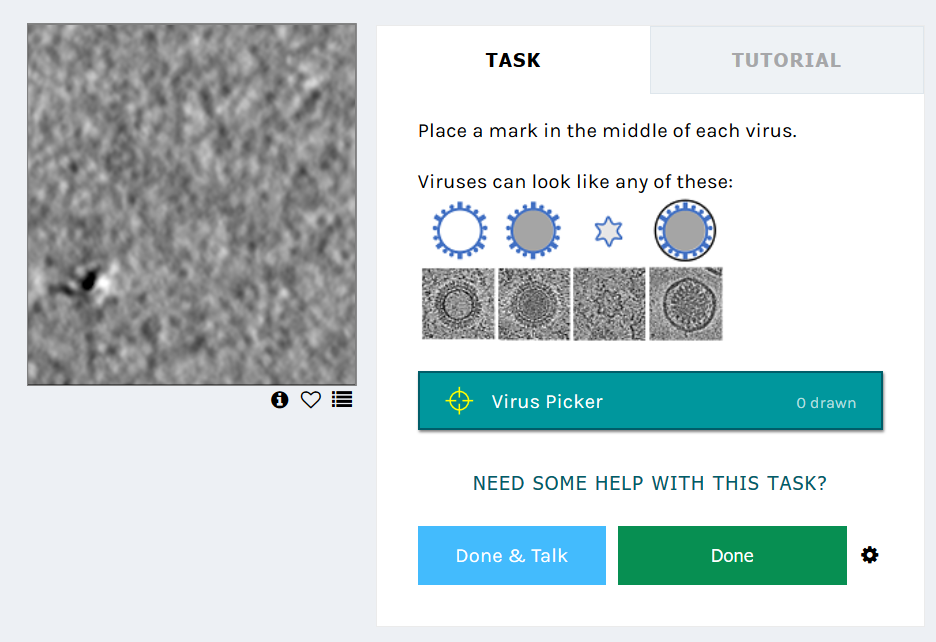 TASK
TUTORIAL
Place a mark in the middle of each virus.
Viruses can look like any of these:
Virus Picker
0 drawn
NEED SOME HELP WITH THIS TASK?
Done & Talk
Done